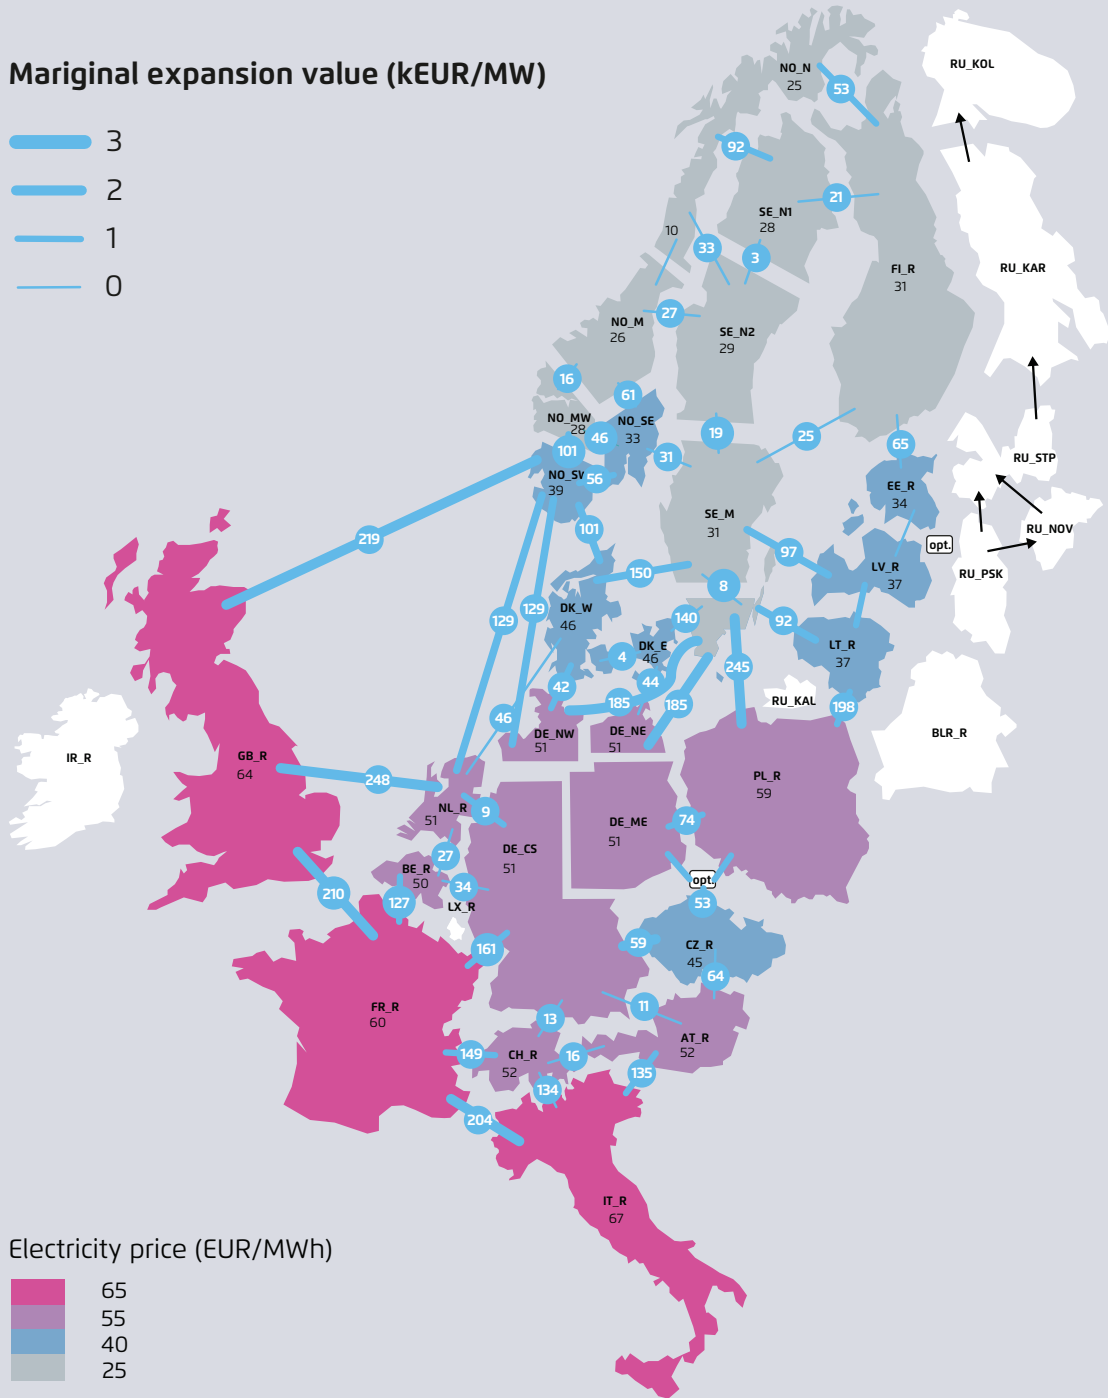 Mariginal expansion value (kEUR/MW)
3
2
1
0
NO_N
25
53
RU_KOL
92
21
SE_N1
28
10
33
3
FI_R
31
RU_KAR
27
NO_M
26
SE_N2
29
16
61
NO_MW
28
NO_SE
33
46
101
19
25
65
31
NO_SW
39
56
RU_STP
EE_R
34
SE_M
31
101
219
97
opt.
RU_NOV
LV_R
37
RU_PSK
150
8
129
129
DK_W
46
140
92
DK_E
46
LT_R
37
4
245
42
44
185
185
RU_KAL
198
46
DE_NW
51
DE_NE
51
BLR_R
IR_R
GB_R
64
248
PL_R
59
NL_R
51
9
DE_ME
51
74
DE_CS
51
27
BE_R
50
34
opt.
210
127
LX_R
53
161
59
CZ_R
45
64
FR_R
60
13
11
AT_R
52
149
CH_R
52
16
135
134
204
IT_R
67
Electricity price (EUR/MWh)
65
55
40
25